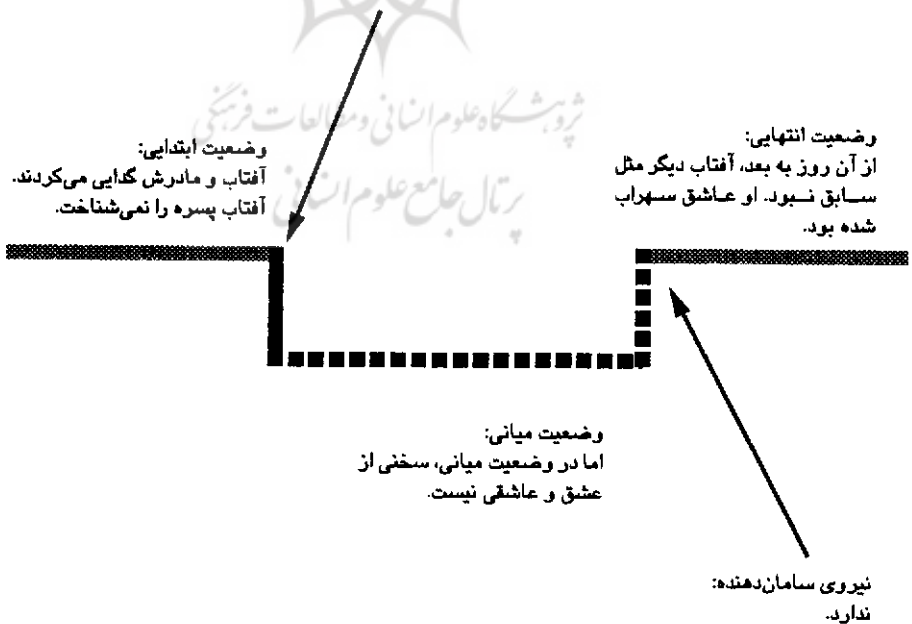 پژوهشگاه علوم انسانی و مطالعات فرهنگی
پرتال جامع علوم انسانی
وضعیت ابتدایی:
آفتاب و مادرش گدایی می‌کردند.
آفتاب پسره را نمی‌شناخت.
وضعیت انتهایی:
از آن روز به بعد، آفتاب دیگر مثل
سابق نبود. او عاشق سهراب
شده بود.
وضعیت میانی:
اما در وضعیت میانی، سخنی از
عشق و عاشقی نیست.
نیروی سامان‌دهنده:
ندارد.